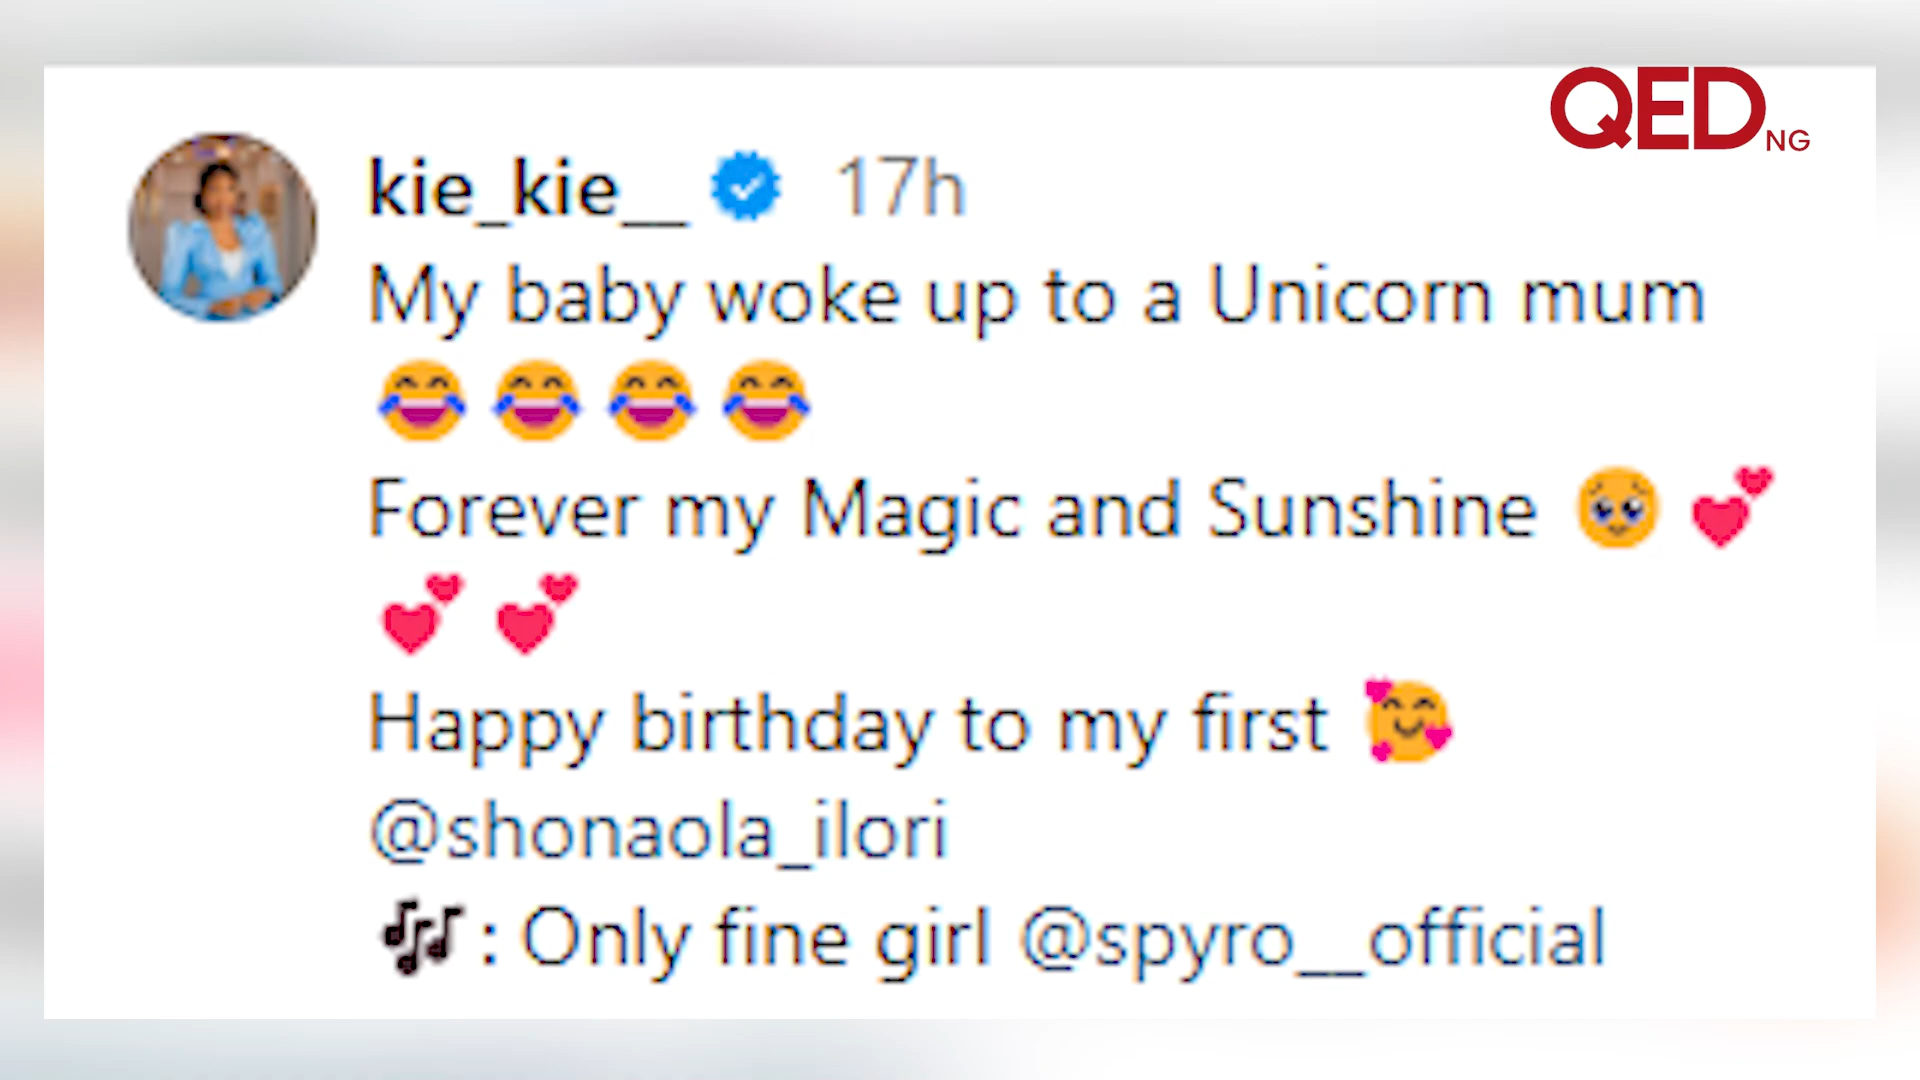 QED NG
kie_kie__ 17h
My baby woke up to a Unicorn mum
😂😂😂😂
Forever my Magic and Sunshine 🥹💕
💕💕
Happy birthday to my first 🥰
@shonaola_ilori
🎶: Only fine girl @spyro__official